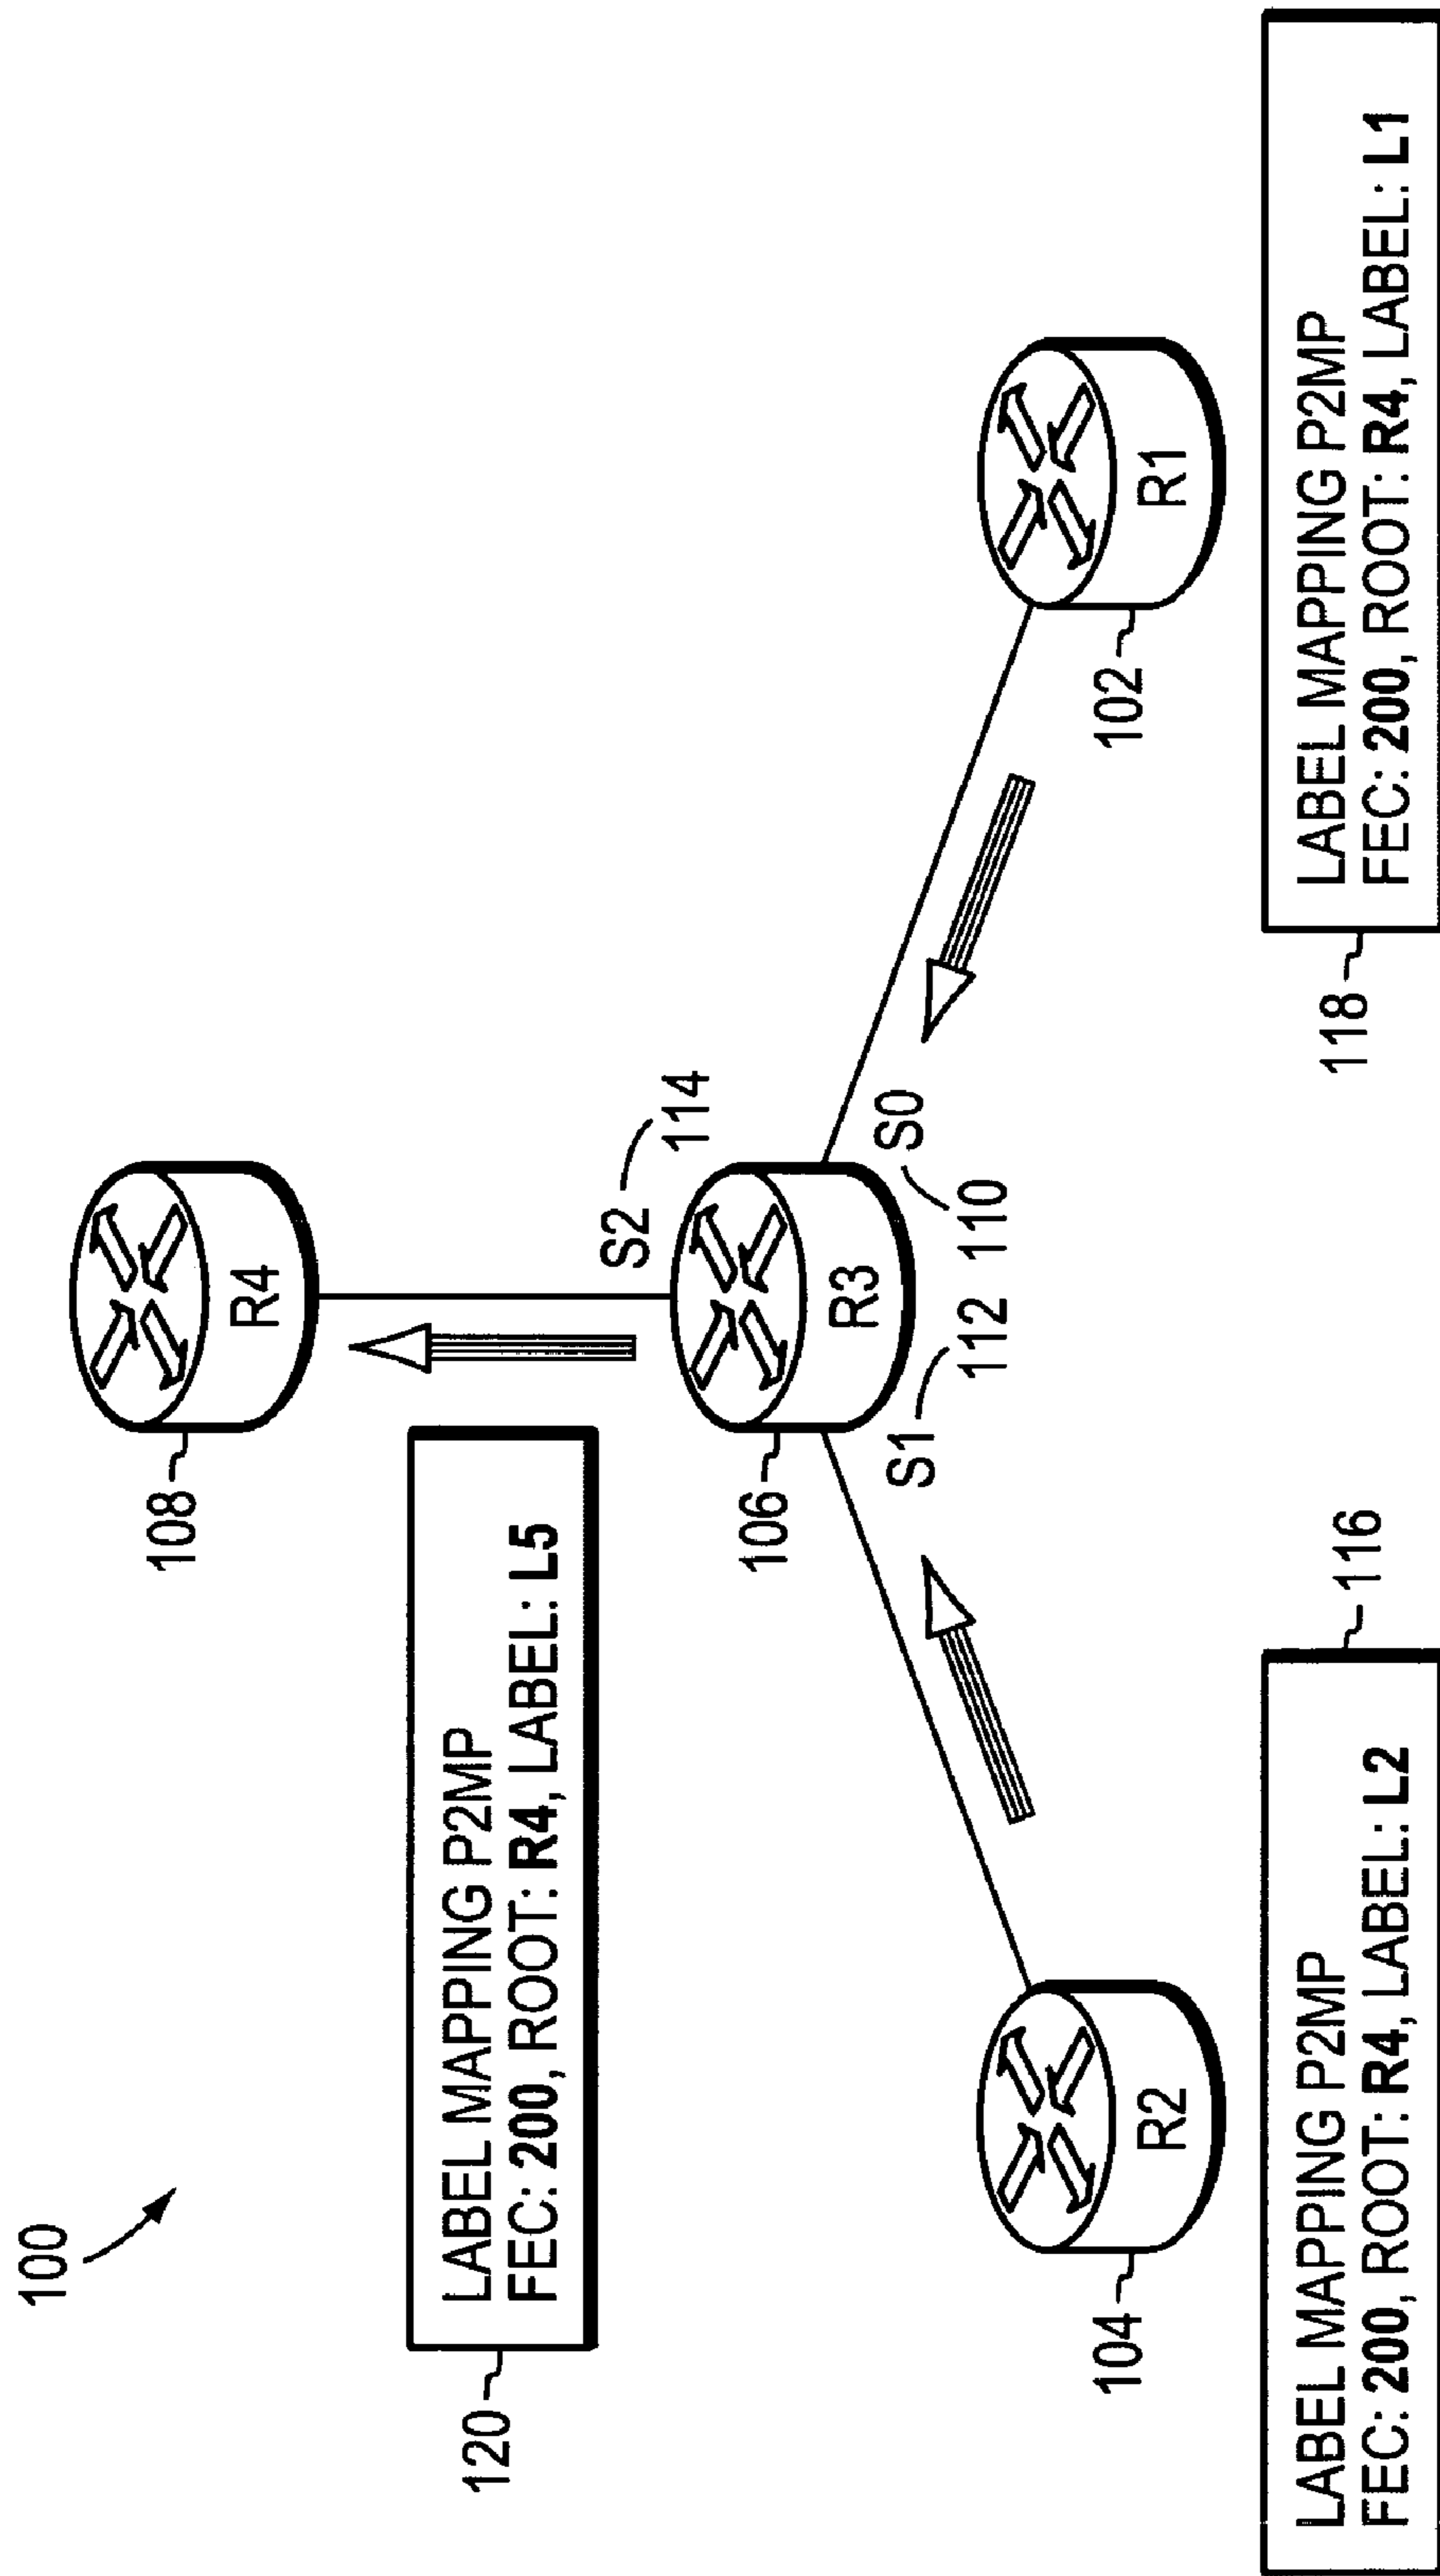 100
108
R4
120
LABEL MAPPING P2MP
FEC: 200, ROOT: R4, LABEL: L5
S2
114
106
R3
S1
112
110
S0
104
R2
102
R1
116
LABEL MAPPING P2MP
FEC: 200, ROOT: R4, LABEL: L2
118
LABEL MAPPING P2MP
FEC: 200, ROOT: R4, LABEL: L1